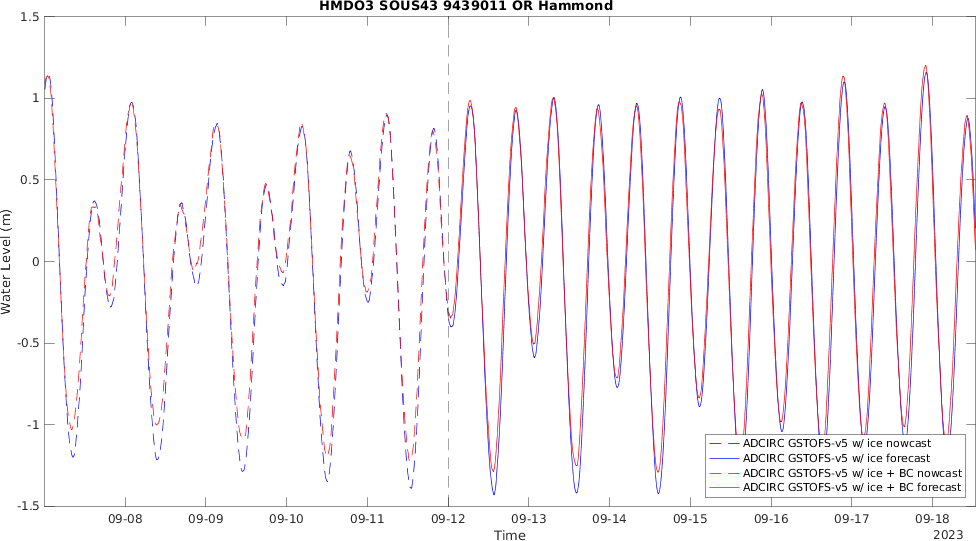 HMDO3 SOUS43 9439011 OR Hammond
1.5
1
0.5
0
-0.5
-1
-1.5
Water Level (m)
ADCIRC GSTOFS-v5 w/ ice nowcast
ADCIRC GSTOFS-v5 w/ ice forecast
ADCIRC GSTOFS-v5 w/ ice + BC nowcast
ADCIRC GSTOFS-v5 w/ ice + BC forecast
09-08 09-09 09-10 09-11 09-12 09-13 09-14 09-15 09-16 09-17 09-18
Time
2023